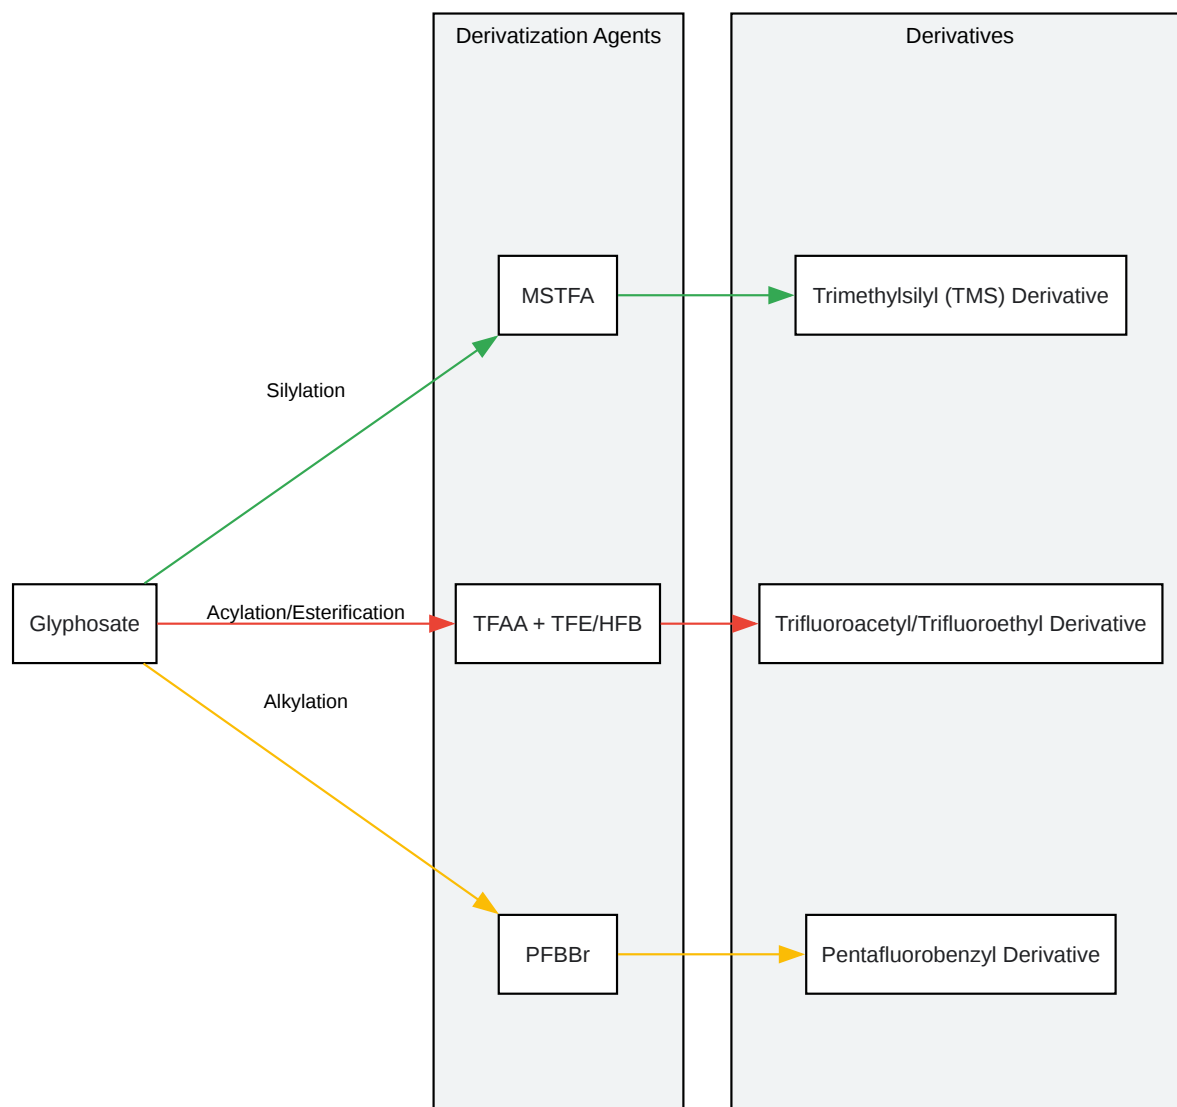 Derivatization Agents
Derivatives
MSTFA
Trimethylsilyl (TMS) Derivative
Silylation
Glyphosate
Acylation/Esterification
TFAA + TFE/HFB
Trifluoroacetyl/Trifluoroethyl Derivative
Alkylation
PFBBr
Pentafluorobenzyl Derivative